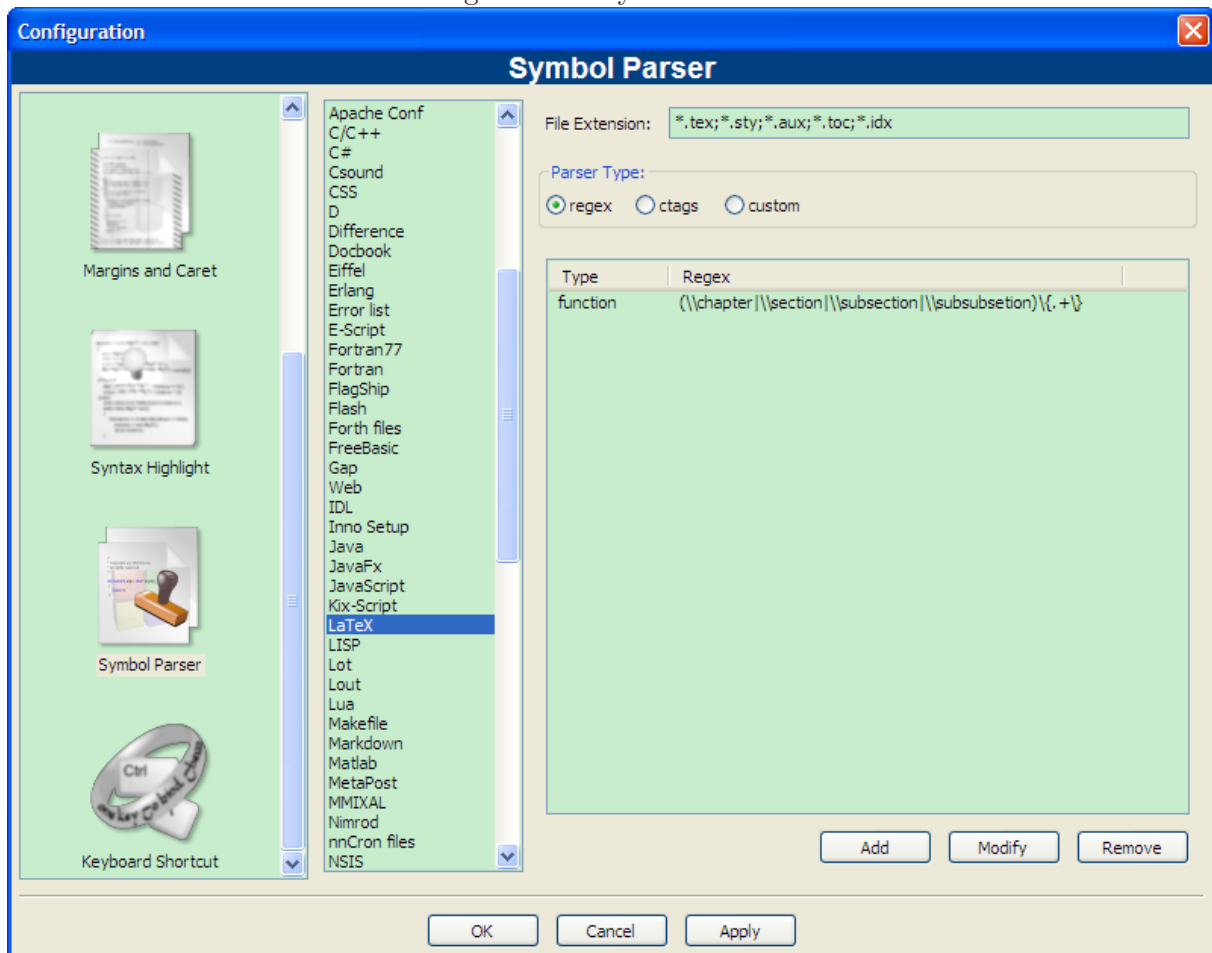 Configuration
Symbol Parser
Margins and Caret
Syntax Highlight
Symbol Parser
Ctrl
Keyboard Shortcut
Apache Conf
C/C++
C#
Csound
CSS
D
Difference
Docbook
Eiffel
Erlang
Error list
E-Script
Fortran77
Fortran
FlagShip
Flash
Forth files
FreeBasic
Gap
Web
IDL
Inno Setup
Java
JavaFx
JavaScript
Kix-Script
LaTeX
LISP
Lot
Lout
Lua
Makefile
Markdown
Matlab
MetaPost
MMIXAL
Nimrod
nnCron files
NSIS
File Extension: *.tex;*.sty;*.aux;*.toc;*.idx
Parser Type:
regex ctags custom
Type Regex
function (\\chapter|\\section|\\subsection|\\subsubsetion)\{.+\}
Add Modify Remove
OK Cancel Apply